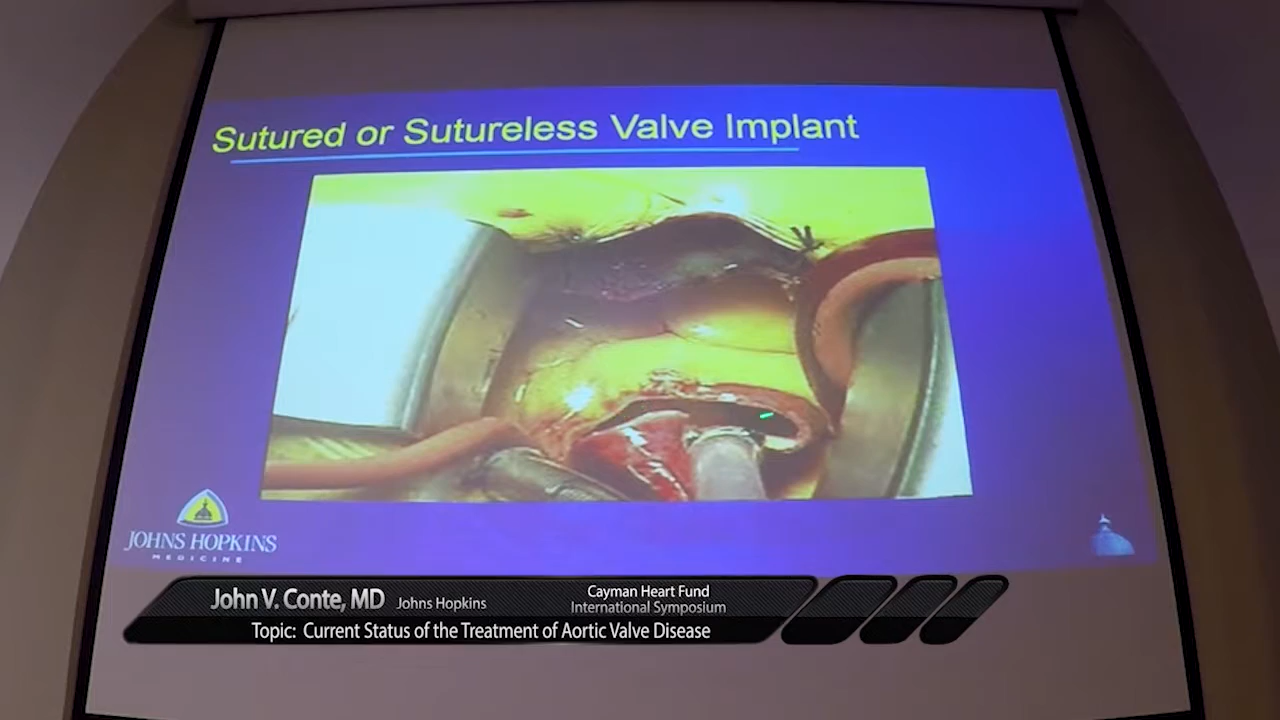 Sutured or Sutureless Valve Implant
JOHNS HOPKINS
MEDICINE
John V. Conte, MD Johns Hopkins
Cayman Heart Fund
International Symposium
Topic: Current Status of the Treatment of Aortic Valve Disease